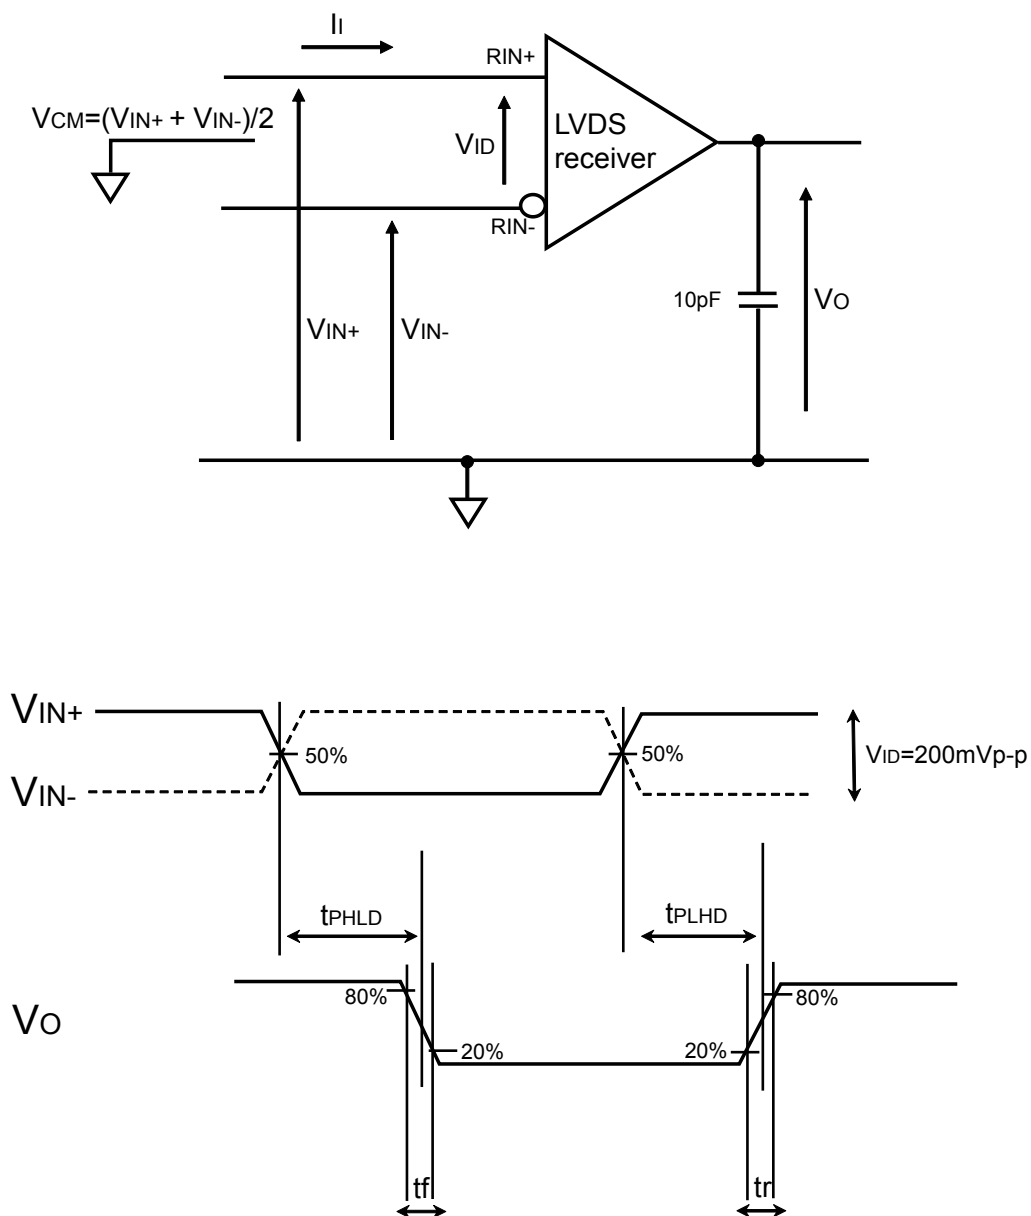 II
RIN+
VCM=(VIN+ + VIN-)/2
LVDS
receiver
VID
RIN-
10pF
VO
VIN+
VIN-
VIN+
50%
50%
VID=200mVp-p
VIN-
tPHLD
tPLHD
80%
80%
VO
20%
20%
tf
tr